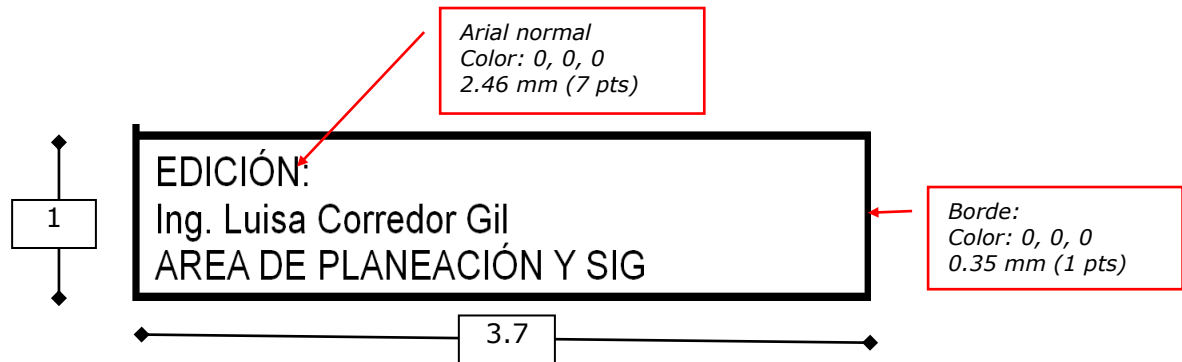 Arial normal
Color: 0, 0, 0
2.46 mm (7 pts)
EDICIÓN:
Ing. Luisa Corredor Gil
AREA DE PLANEACIÓN Y SIG
1
Borde:
Color: 0, 0, 0
0.35 mm (1 pts)
3.7